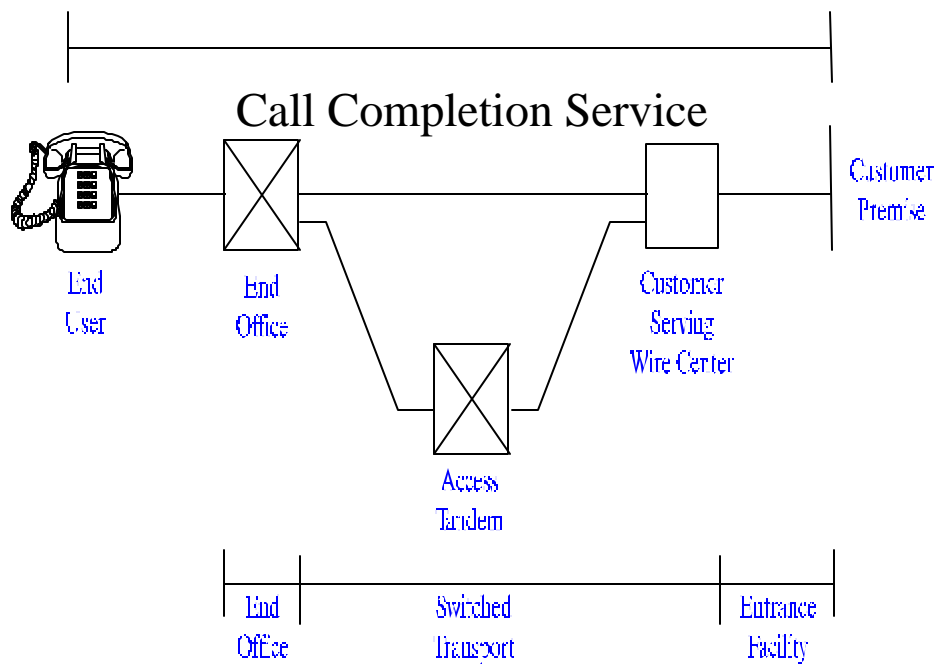 Call Completion Service
Customer
Premise
End
User
End
Office
Customer
Serving
Wire Center
Access
Tandem
End
Office
Switched
Transport
Entrance
Facility